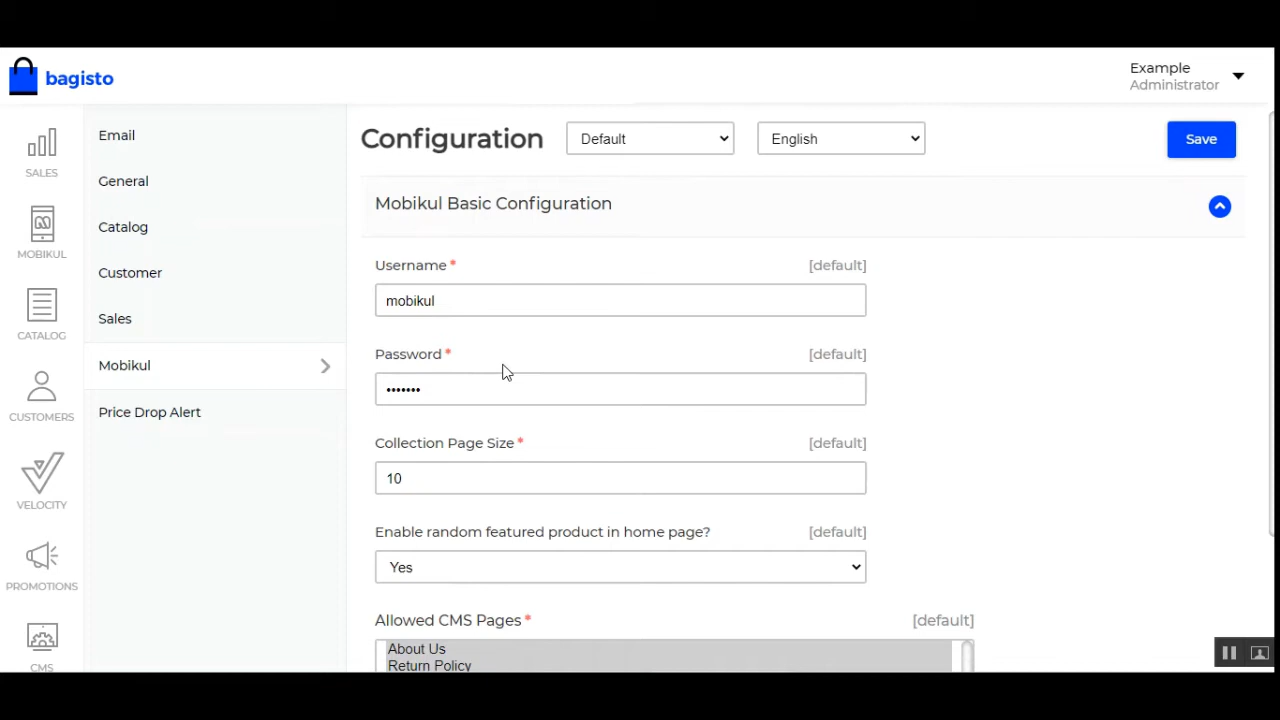 bagisto
Example
Administrator
SALES
MOBIKUL
CATALOG
CUSTOMERS
VELOCITY
PROMOTIONS
CMS
Email
General
Catalog
Customer
Sales
Mobikul
Price Drop Alert
Configuration Default English Save
Mobikul Basic Configuration
Username * [default]
mobikul
Password * [default]
•••••••
Collection Page Size * [default]
10
Enable random featured product in home page? [default]
Yes
Allowed CMS Pages * [default]
About Us
Return Policy